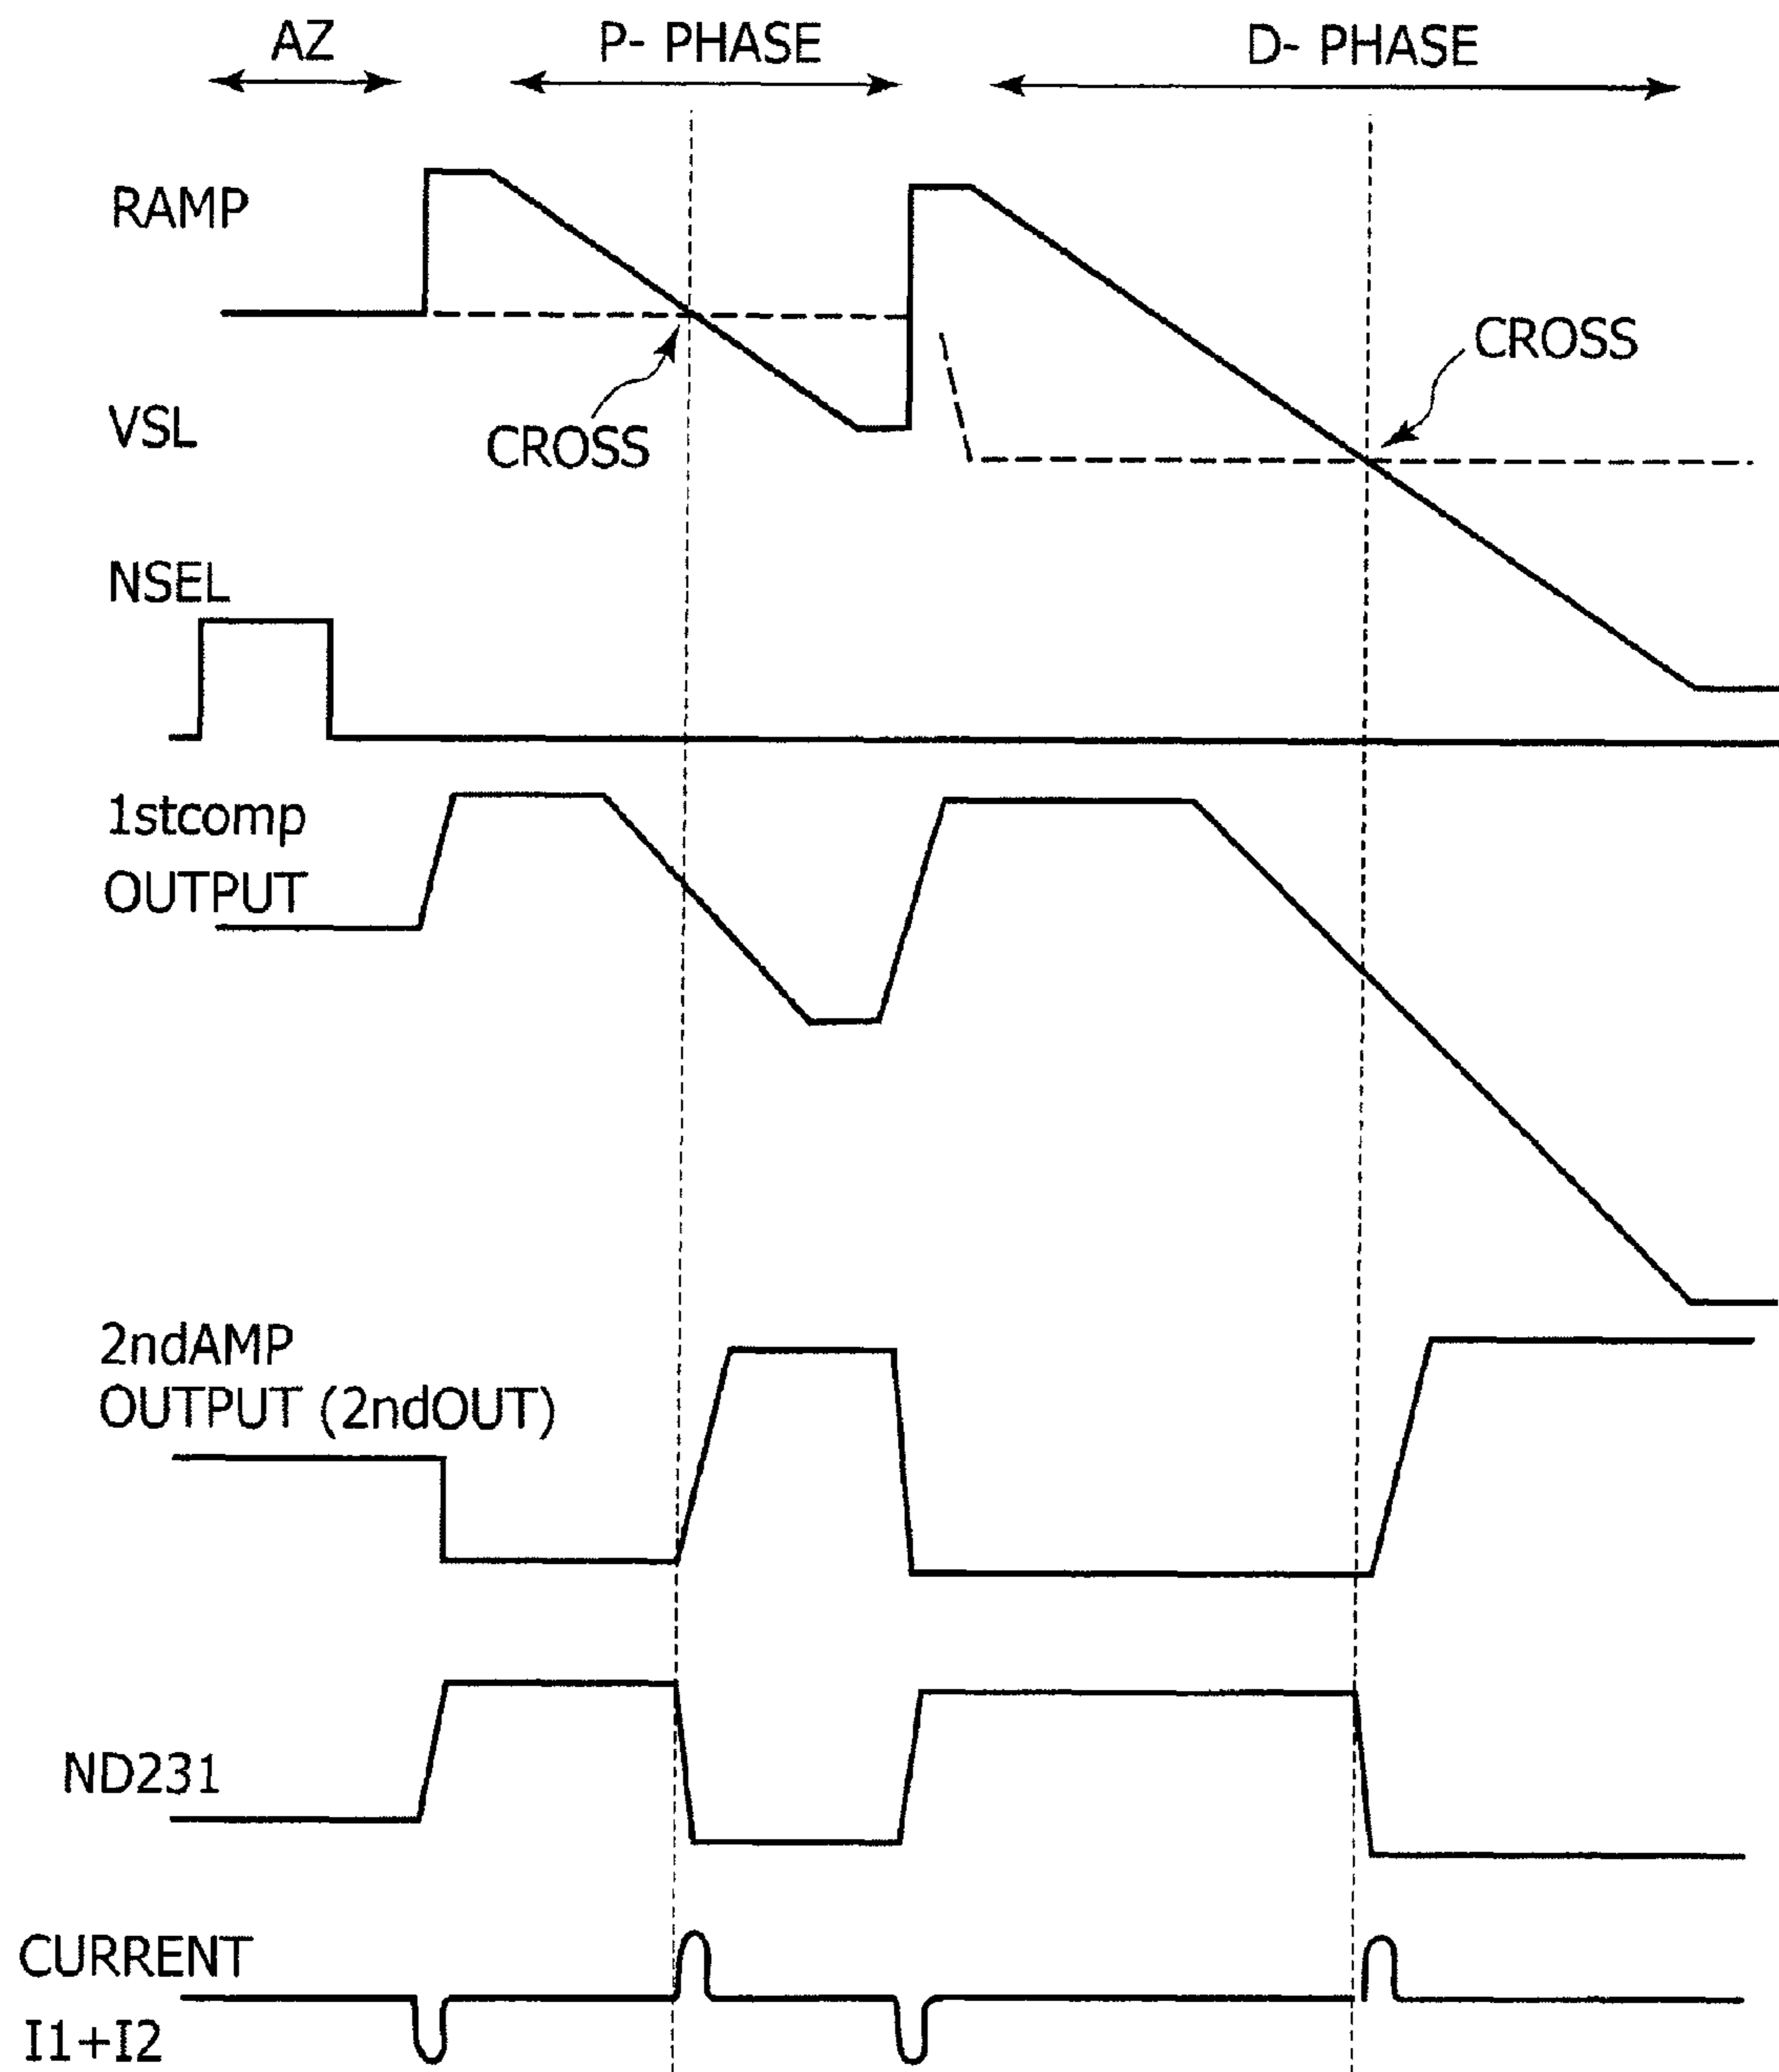 AZ
P- PHASE
D- PHASE
RAMP
CROSS
VSL
CROSS
NSEL
1stcomp
OUTPUT
2ndAMP
OUTPUT (2ndOUT)
ND231
CURRENT
I1+I2